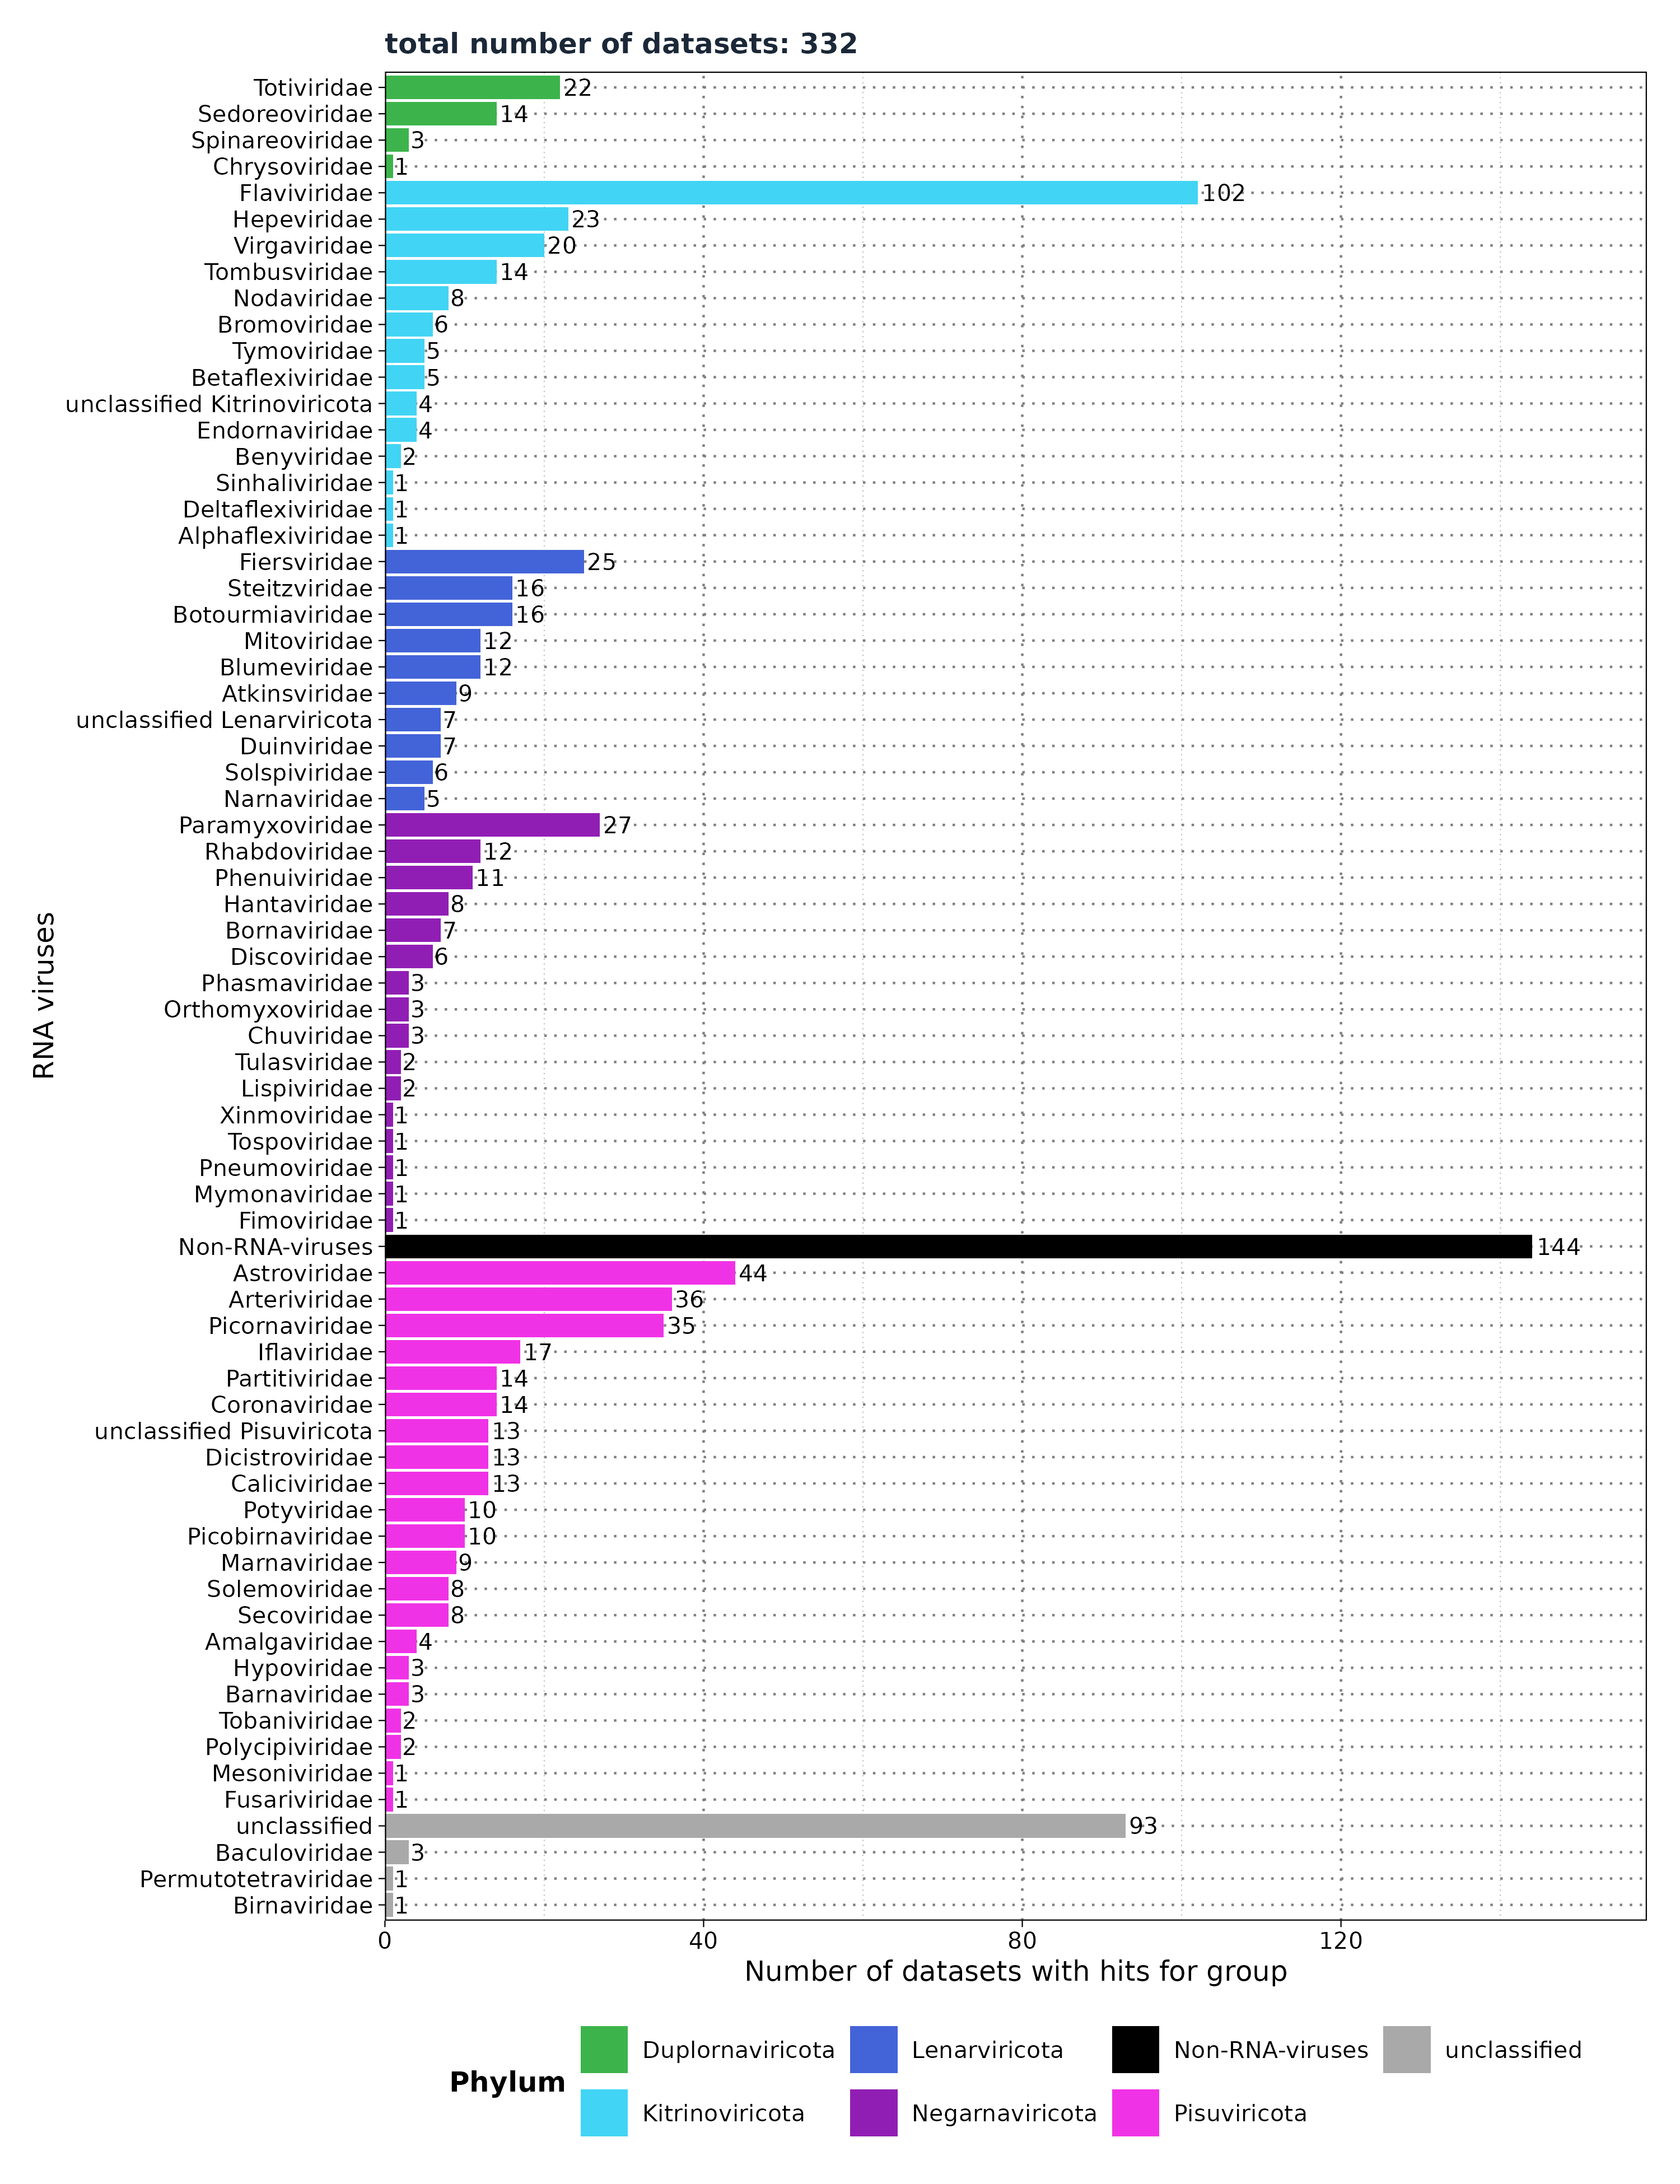 total number of datasets: 332
Totiviridae 22
Sedoreoviridae 14
Spinareoviridae 3
Chrysoviridae 1
Flaviviridae 102
Hepeviridae 23
Virgaviridae 20
Tombusviridae 14
Nodaviridae 8
Bromoviridae 6
Tymoviridae 5
Betaflexiviridae 5
unclassified Kitrinoviricota 4
Endornaviridae 4
Benyviridae 2
Sinhaliviridae 1
Deltaflexiviridae 1
Alphaflexiviridae 1
Fiersviridae 25
Steitzviridae 16
Botourmiaviridae 16
Mitoviridae 12
Blumeviridae 12
Atkinsviridae 9
unclassified Lenarviricota 7
Duinviridae 7
Solspiviridae 6
Narnaviridae 5
Paramyxoviridae 27
Rhabdoviridae 12
Phenuiviridae 11
Hantaviridae 8
Bornaviridae 7
Discoviridae 6
Phasmaviridae 3
Orthomyxoviridae 3
Chuviridae 3
Tulasviridae 2
Lispiviridae 2
Xinmoviridae 1
Tospoviridae 1
Pneumoviridae 1
Mymonaviridae 1
Fimoviridae 1
Non-RNA-viruses 144
Astroviridae 44
Arteriviridae 36
Picornaviridae 35
Iflaviridae 17
Partitiviridae 14
Coronaviridae 14
unclassified Pisuviricota 13
Dicistroviridae 13
Caliciviridae 13
Potyviridae 10
Picobirnaviridae 10
Marnaviridae 9
Solemoviridae 8
Secoviridae 8
Amalgaviridae 4
Hypoviridae 3
Barnaviridae 3
Tobaniviridae 2
Polycipiviridae 2
Mesoniviridae 1
Fusariviridae 1
unclassified 93
Baculoviridae 3
Permutotetraviridae 1
Birnaviridae 1
RNA viruses
0 40 80 120
Number of datasets with hits for group
Phylum
Duplornaviricota Lenarviricota Non-RNA-viruses unclassified
Kitrinoviricota Negarnaviricota Pisuviricota